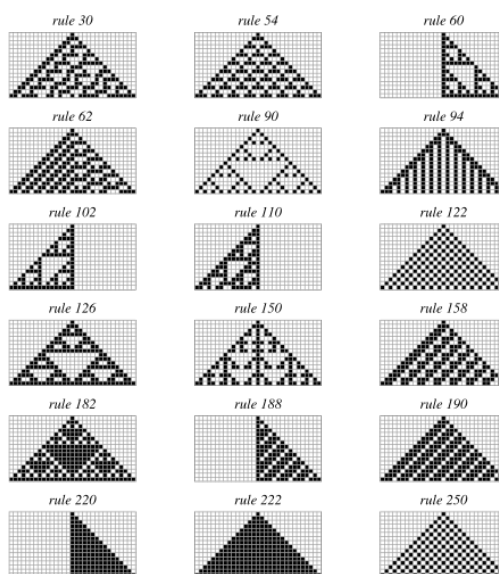 rule 30 rule 54 rule 60
rule 62 rule 90 rule 94
rule 102 rule 110 rule 122
rule 126 rule 150 rule 158
rule 182 rule 188 rule 190
rule 220 rule 222 rule 250